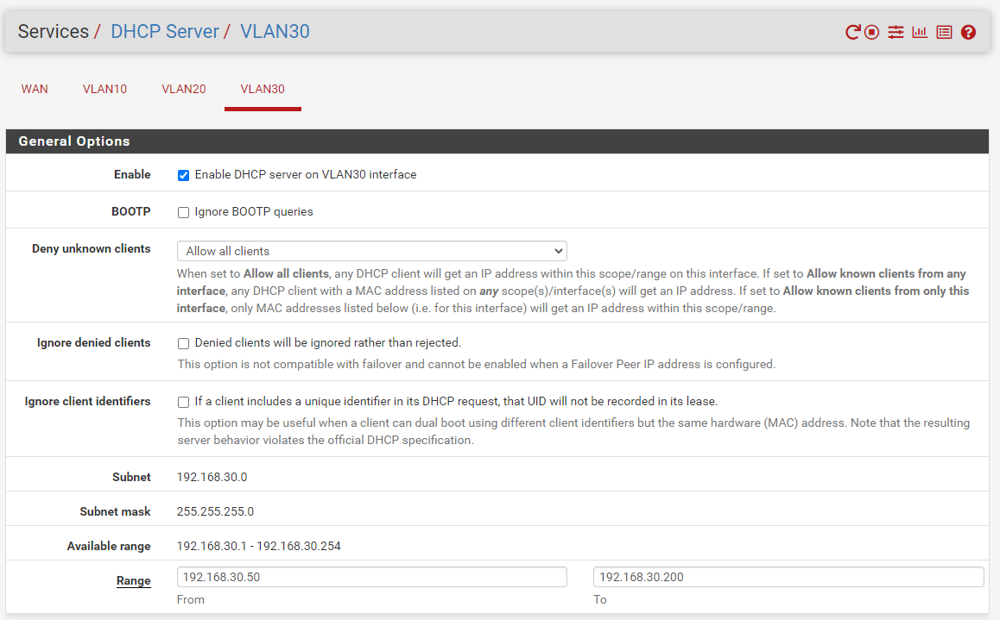 Services / DHCP Server / VLAN30
WAN VLAN10 VLAN20 VLAN30
General Options
Enable Enable DHCP server on VLAN30 interface
BOOTP Ignore BOOTP queries
Deny unknown clients Allow all clients
When set to Allow all clients, any DHCP client will get an IP address within this scope/range on this interface. If set to Allow known clients from any
interface, any DHCP client with a MAC address listed on any scope(s)/interface(s) will get an IP address. If set to Allow known clients from only this
interface, only MAC addresses listed below (i.e. for this interface) will get an IP address within this scope/range.
Ignore denied clients Denied clients will be ignored rather than rejected.
This option is not compatible with failover and cannot be enabled when a Failover Peer IP address is configured.
Ignore client identifiers If a client includes a unique identifier in its DHCP request, that UID will not be recorded in its lease.
This option may be useful when a client can dual boot using different client identifiers but the same hardware (MAC) address. Note that the resulting
server behavior violates the official DHCP specification.
Subnet 192.168.30.0
Subnet mask 255.255.255.0
Available range 192.168.30.1 - 192.168.30.254
Range 192.168.30.50 192.168.30.200
From To